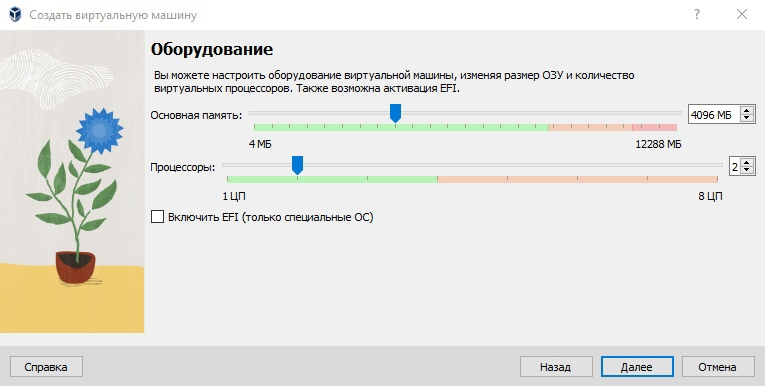 Создать виртуальную машину
Оборудование
Вы можете настроить оборудование виртуальной машины, изменяя размер ОЗУ и количество
виртуальных процессоров. Также возможна активация EFI.
Основная память: 4096 МБ
4 МБ 12288 МБ
Процессоры: 2
1 ЦП 8 ЦП
Включить EFI (только специальные ОС)
Справка Назад Далее Отмена